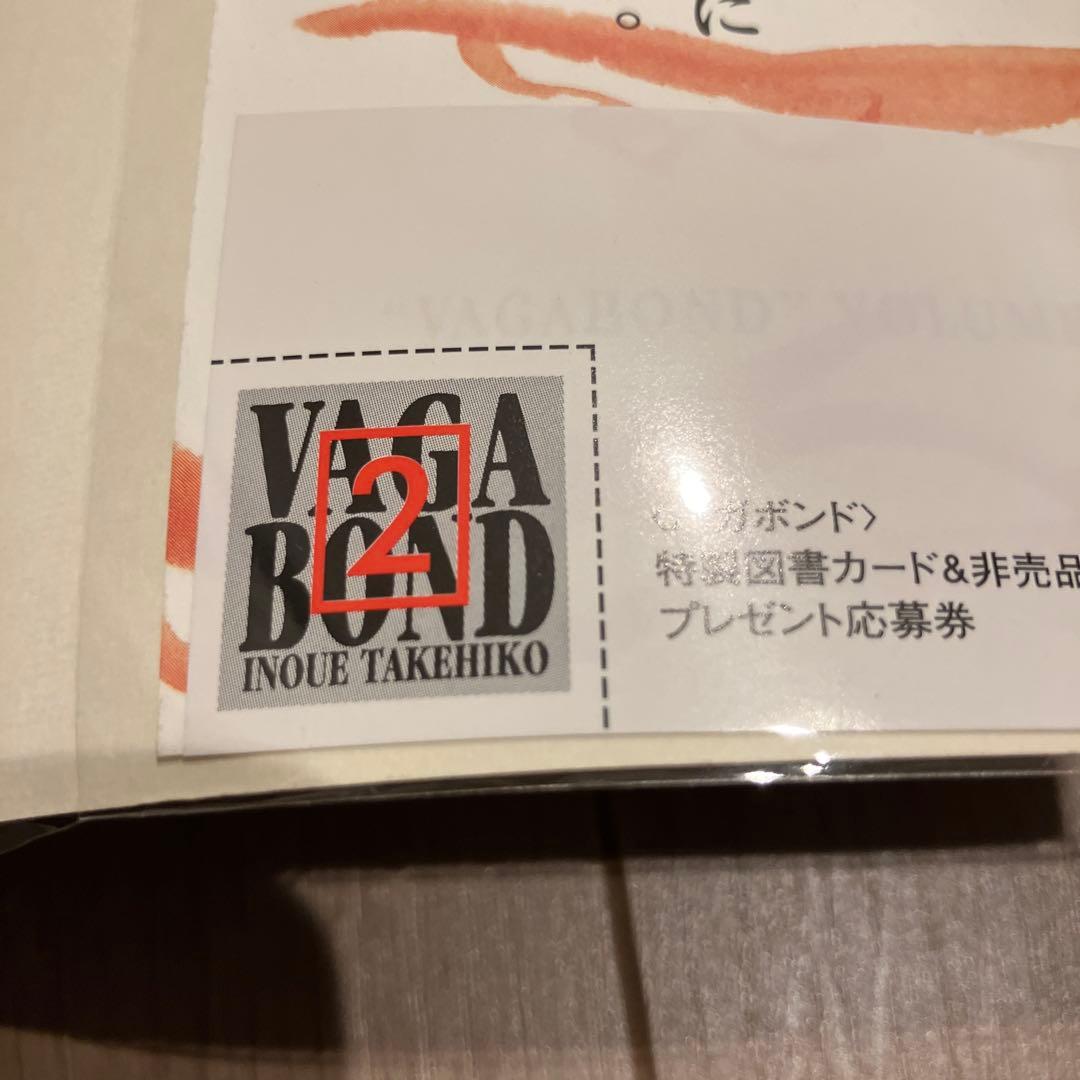 に
。
"VAGABOND" VOLUME
VAGA
BOND
2
INOUE TAKEHIKO
ガボンド〉
特製図書カード&非売品
プレゼント応募券